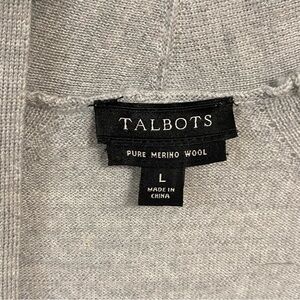 TALBOTS
PURE MERINO WOOL
L
MADE IN
CHINA